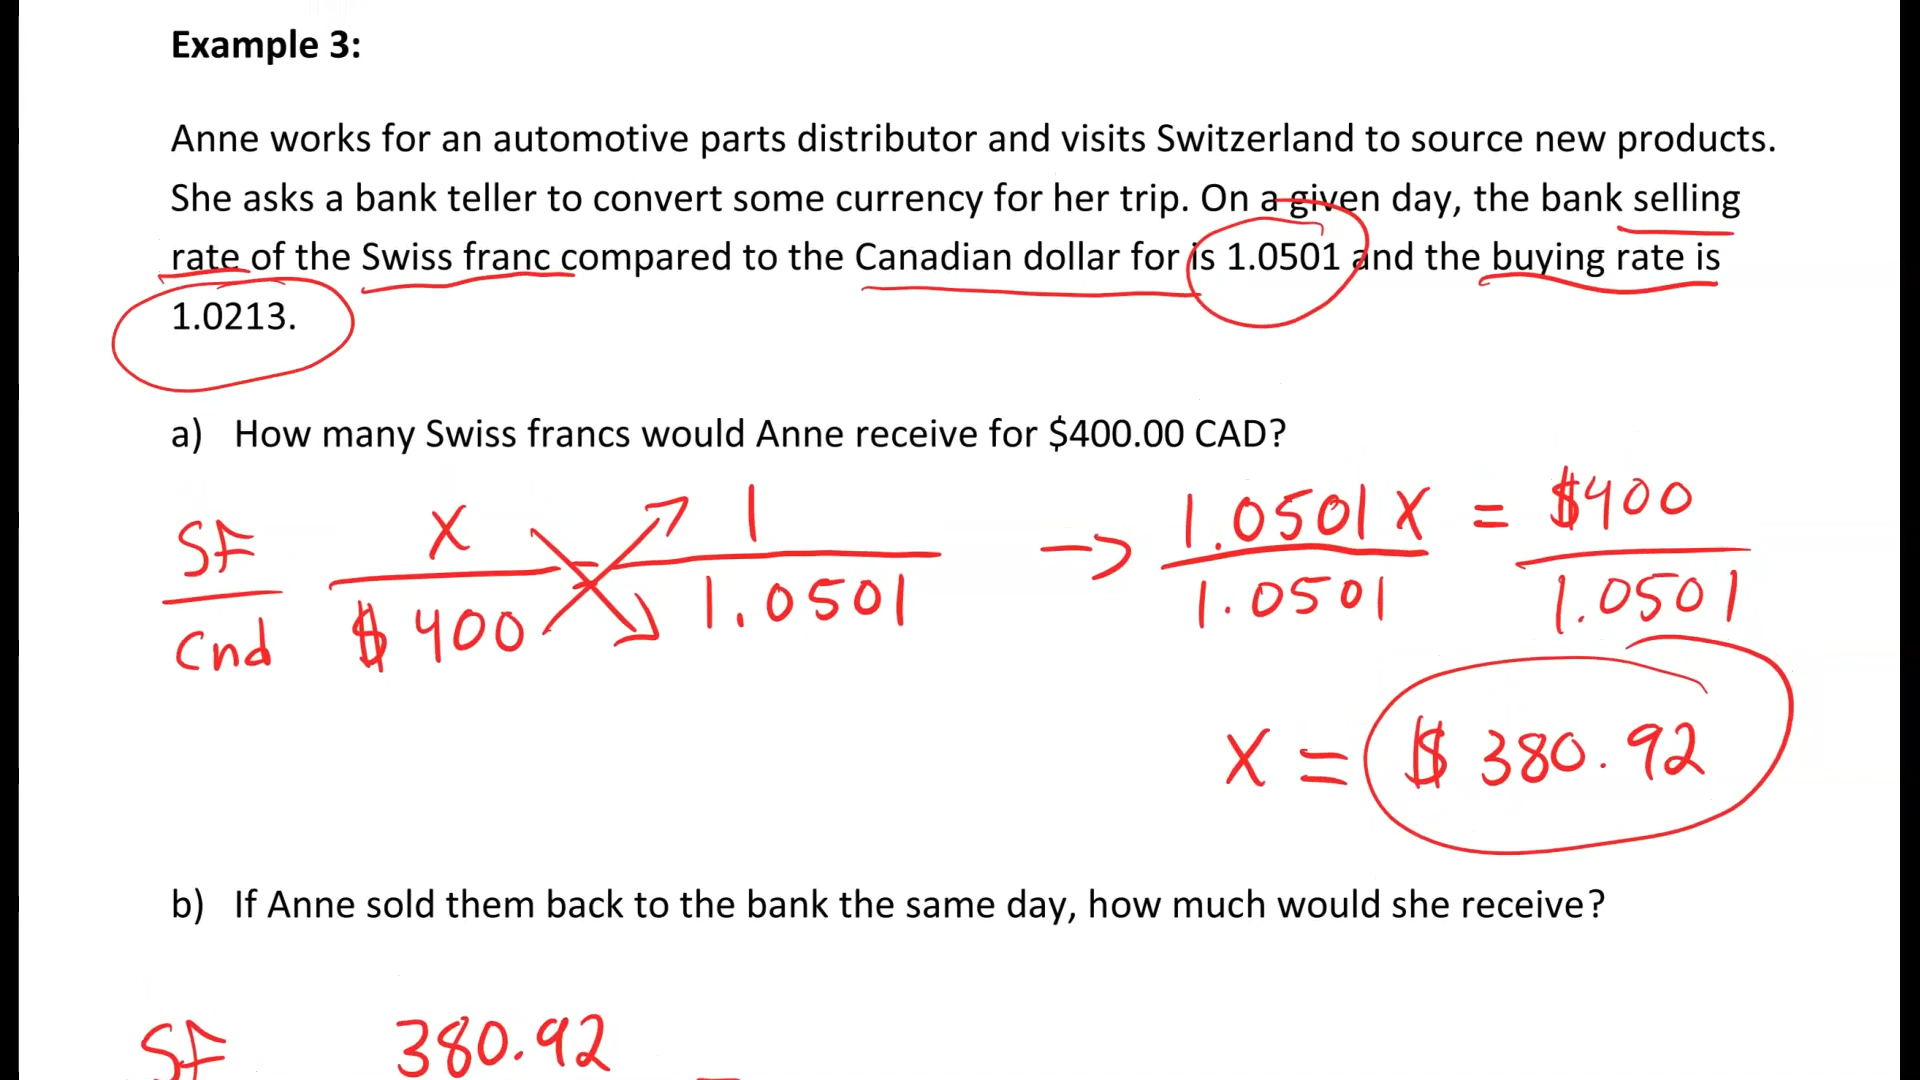 Example 3:
Anne works for an automotive parts distributor and visits Switzerland to source new products.
She asks a bank teller to convert some currency for her trip. On a given day, the bank selling
rate of the Swiss franc compared to the Canadian dollar for is 1.0501 and the buying rate is
1.0213.
a) How many Swiss francs would Anne receive for $400.00 CAD?
SF x 1 → 1.0501 x = $400
Cnd $400 1.0501 1.0501 1.0501
x = $380.92
b) If Anne sold them back to the bank the same day, how much would she receive?
SF 380.92